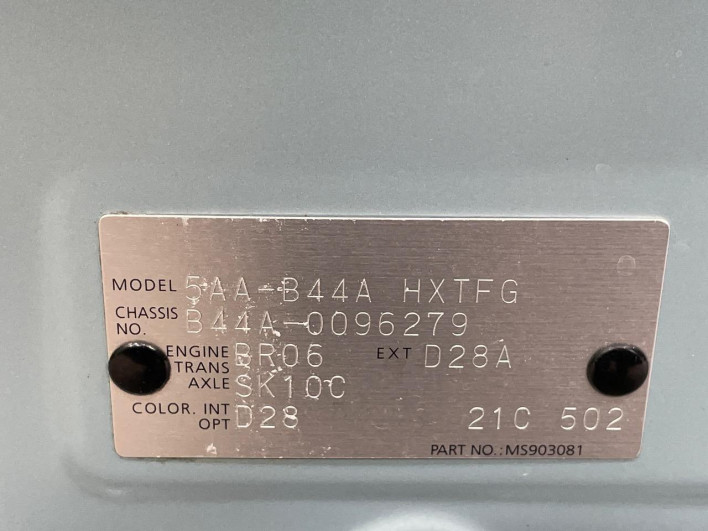 MODEL 5AA-B44A HXTFG
CHASSIS NO. B44A-0096279
ENGINE BR06 EXT D28A
TRANS AXLE SK10C
COLOR. INT OPT D28 21C 502
PART NO.: MS903081